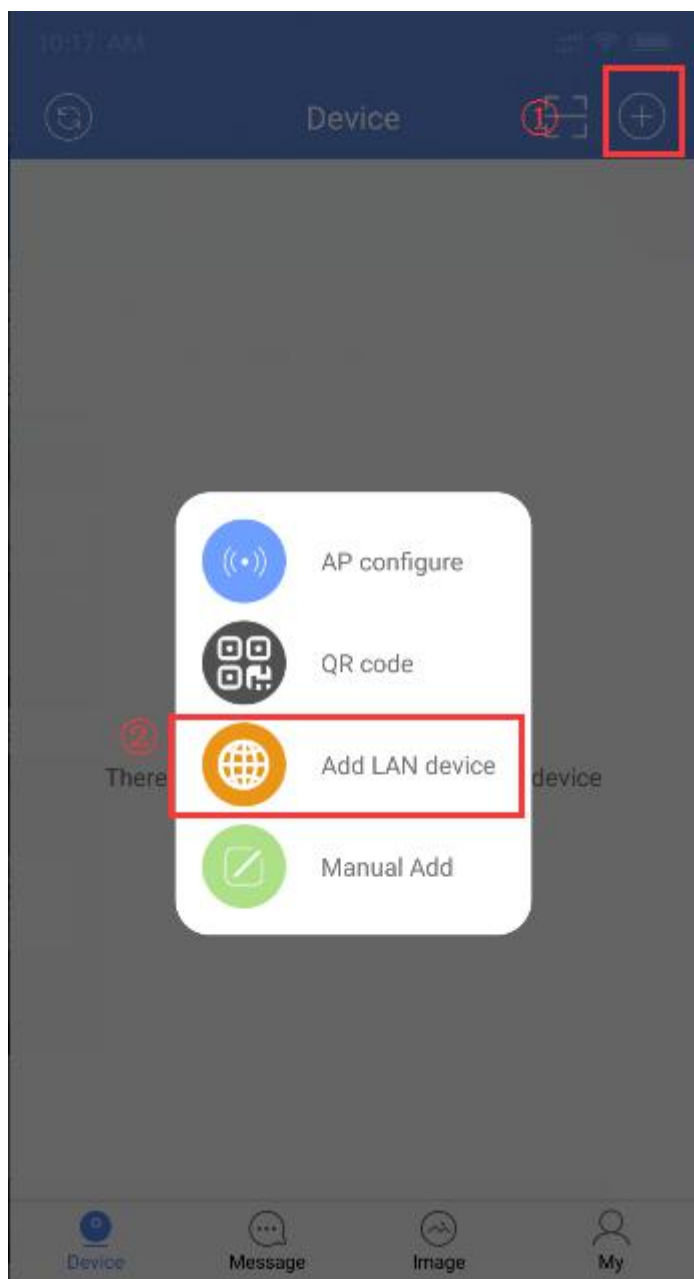 10:17 AM
Device
①
AP configure
QR code
②
Add LAN device
There
device
Manual Add
Device
Message
Image
My